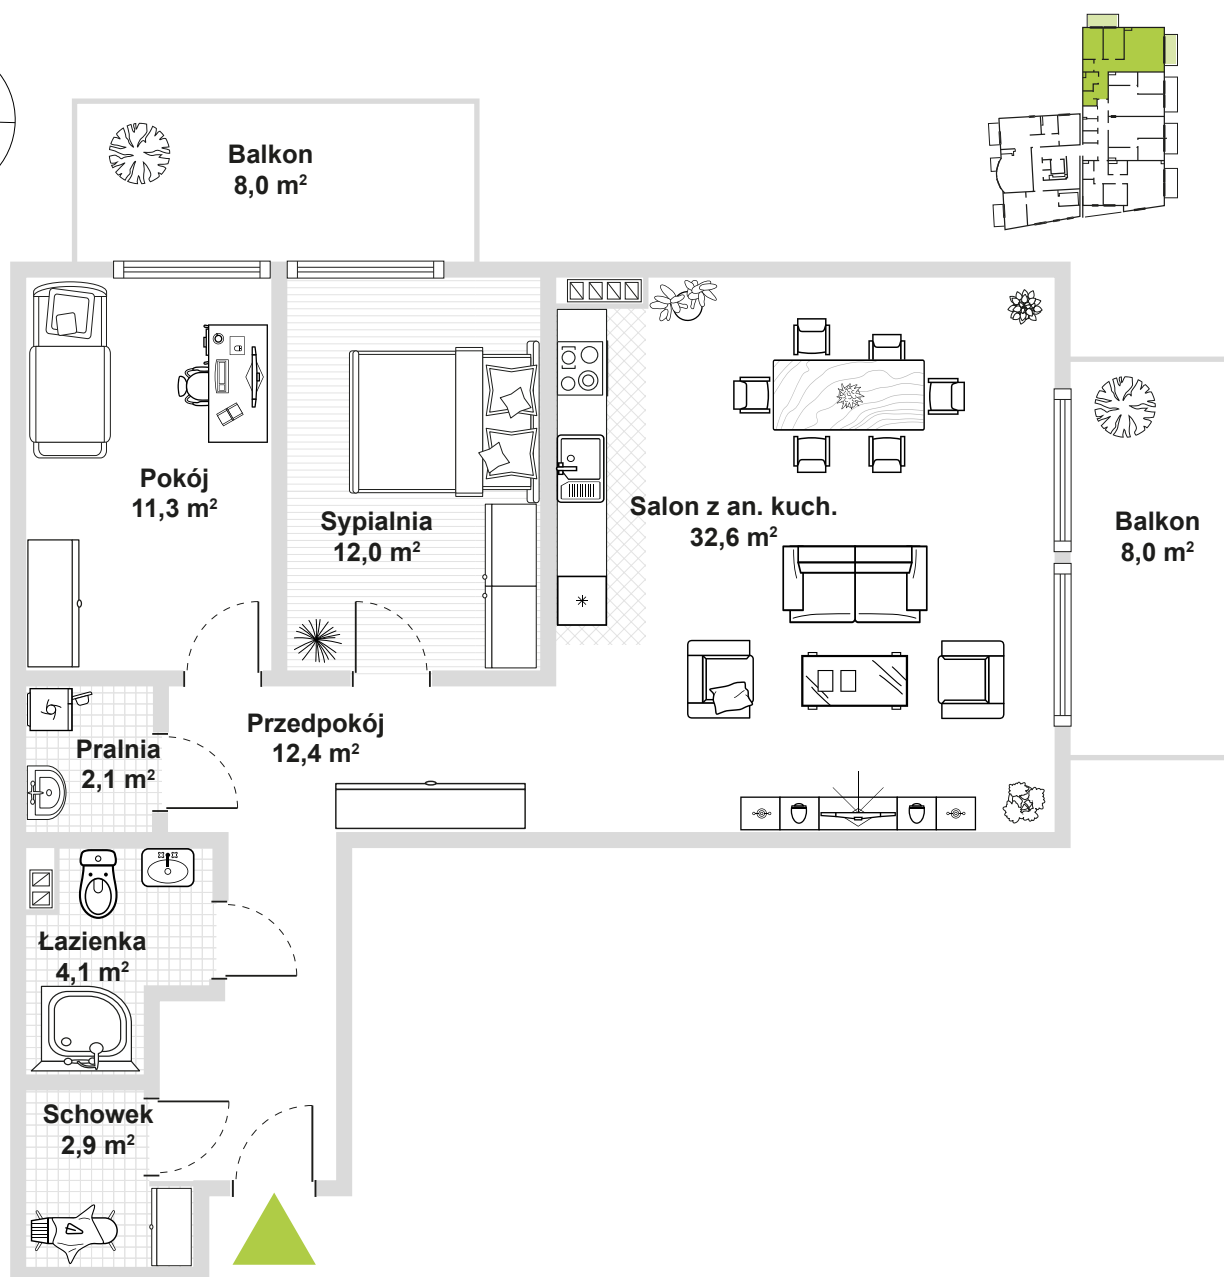 Balkon
8,0 m²
Pokój
11,3 m²
Sypialnia
12,0 m²
Salon z an. kuch.
32,6 m²
Balkon
8,0 m²
Przedpokój
12,4 m²
Pralnia
2,1 m²
Łazienka
4,1 m²
Schowek
2,9 m²